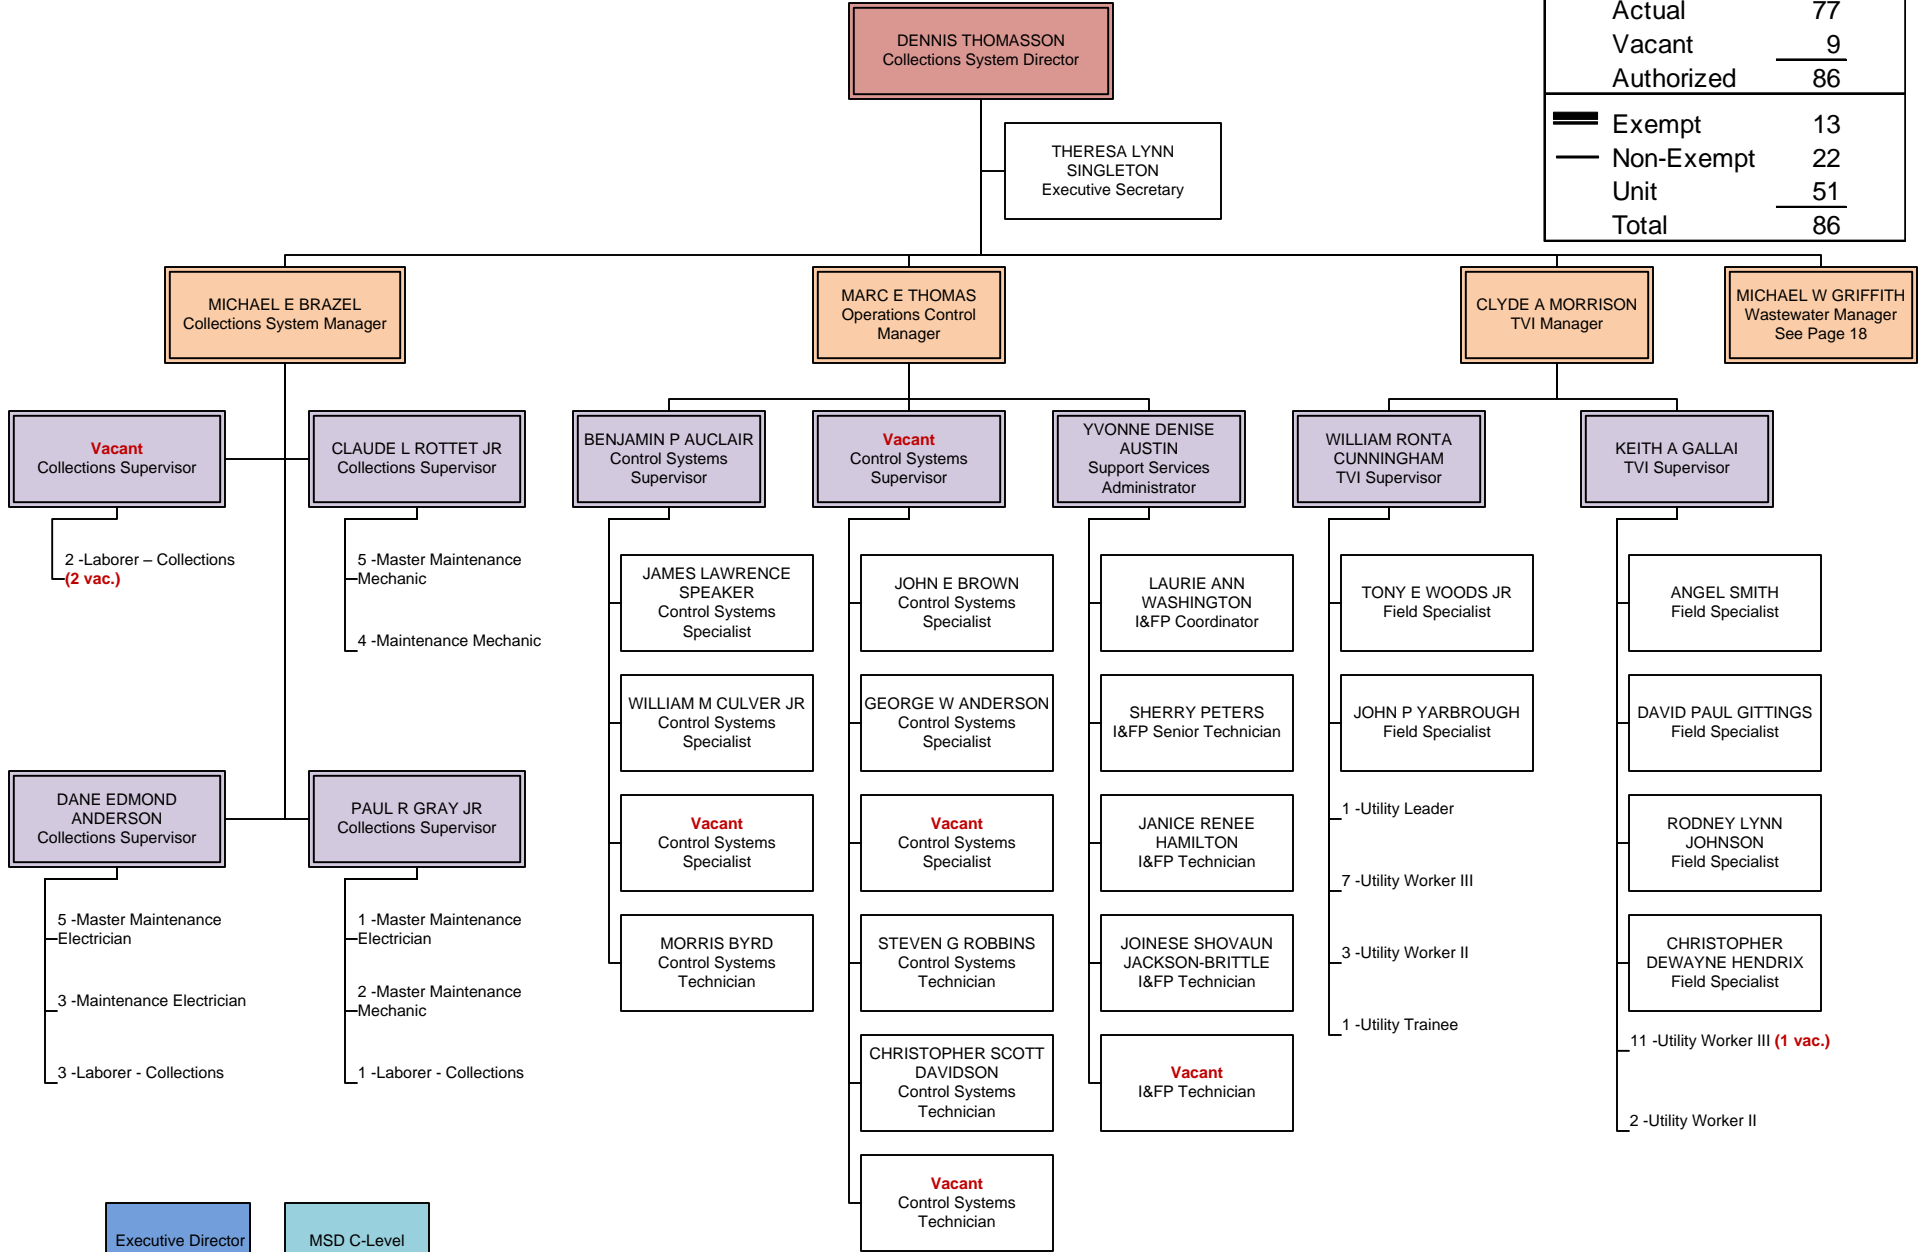 DENNIS THOMASSON
Collections System Director
Actual 77
Vacant 9
Authorized 86
Exempt 13
Non-Exempt 22
Unit 51
Total 86
THERESA LYNN
SINGLETON
Executive Secretary
MICHAEL E BRAZEL
Collections System Manager
MARC E THOMAS
Operations Control
Manager
CLYDE A MORRISON
TVI Manager
MICHAEL W GRIFFITH
Wastewater Manager
See Page 18
Vacant
Collections Supervisor
2 -Laborer – Collections
(2 vac.)
CLAUDE L ROTTET JR
Collections Supervisor
5 -Master Maintenance
Mechanic
4 -Maintenance Mechanic
DANE EDMOND
ANDERSON
Collections Supervisor
5 -Master Maintenance
Electrician
3 -Maintenance Electrician
3 -Laborer - Collections
PAUL R GRAY JR
Collections Supervisor
1 -Master Maintenance
Electrician
2 -Master Maintenance
Mechanic
1 -Laborer - Collections
BENJAMIN P AUCLAIR
Control Systems
Supervisor
JAMES LAWRENCE
SPEAKER
Control Systems
Specialist
WILLIAM M CULVER JR
Control Systems
Specialist
Vacant
Control Systems
Specialist
MORRIS BYRD
Control Systems
Technician
Vacant
Control Systems
Supervisor
JOHN E BROWN
Control Systems
Specialist
GEORGE W ANDERSON
Control Systems
Specialist
Vacant
Control Systems
Specialist
STEVEN G ROBBINS
Control Systems
Technician
CHRISTOPHER SCOTT
DAVIDSON
Control Systems
Technician
Vacant
Control Systems
Technician
YVONNE DENISE
AUSTIN
Support Services
Administrator
LAURIE ANN
WASHINGTON
I&FP Coordinator
SHERRY PETERS
I&FP Senior Technician
JANICE RENEE
HAMILTON
I&FP Technician
JOINESE SHOVAUN
JACKSON-BRITTLE
I&FP Technician
Vacant
I&FP Technician
WILLIAM RONTA
CUNNINGHAM
TVI Supervisor
TONY E WOODS JR
Field Specialist
JOHN P YARBROUGH
Field Specialist
1 -Utility Leader
7 -Utility Worker III
3 -Utility Worker II
1 -Utility Trainee
KEITH A GALLAI
TVI Supervisor
ANGEL SMITH
Field Specialist
DAVID PAUL GITTINGS
Field Specialist
RODNEY LYNN
JOHNSON
Field Specialist
CHRISTOPHER
DEWAYNE HENDRIX
Field Specialist
11 -Utility Worker III (1 vac.)
2 -Utility Worker II
Executive Director
MSD C-Level